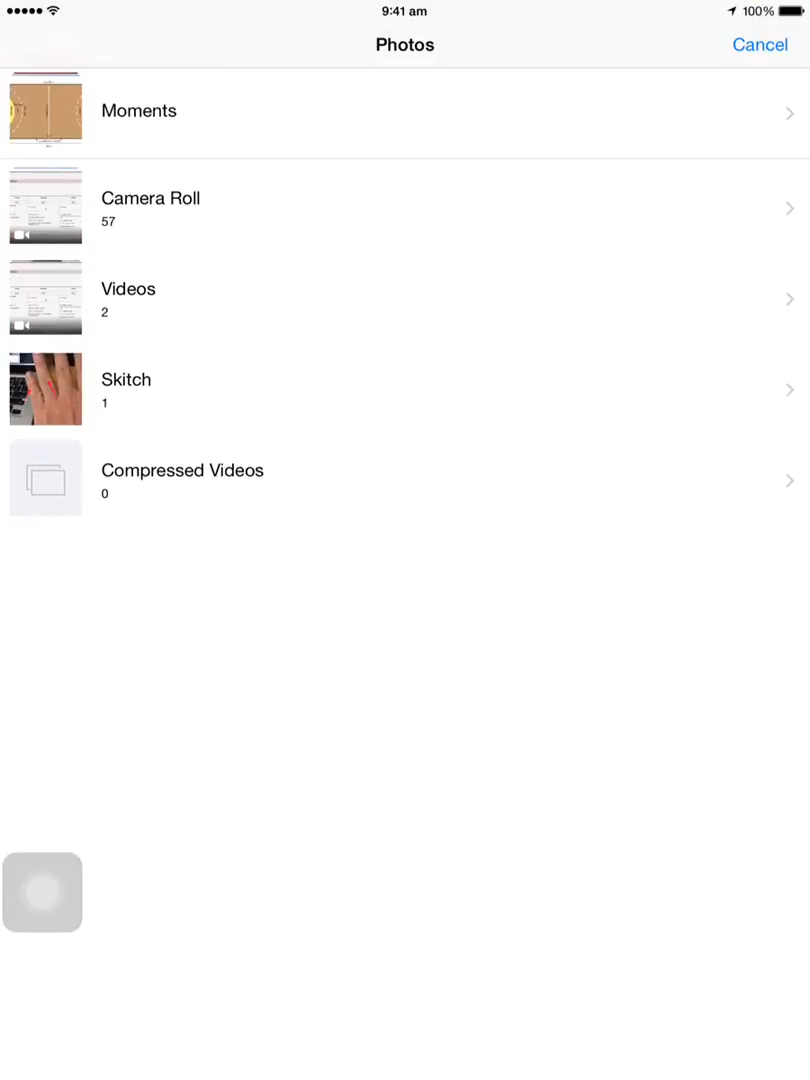 9:41 am
100%
Photos
Cancel
Moments
Camera Roll
57
Videos
2
Skitch
1
Compressed Videos
0